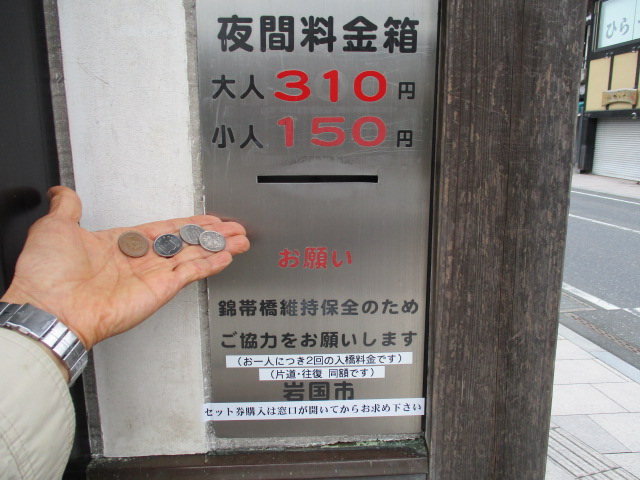 夜間料金箱
大人 310 円
小人 150 円
お願い
錦帯橋維持保全のため
ご協力をお願いします
(お一人につき2回の入橋料金です)
(片道・往復 同額です)
岩国市
セット券購入は窓口が開いてからお求め下さい
ひら